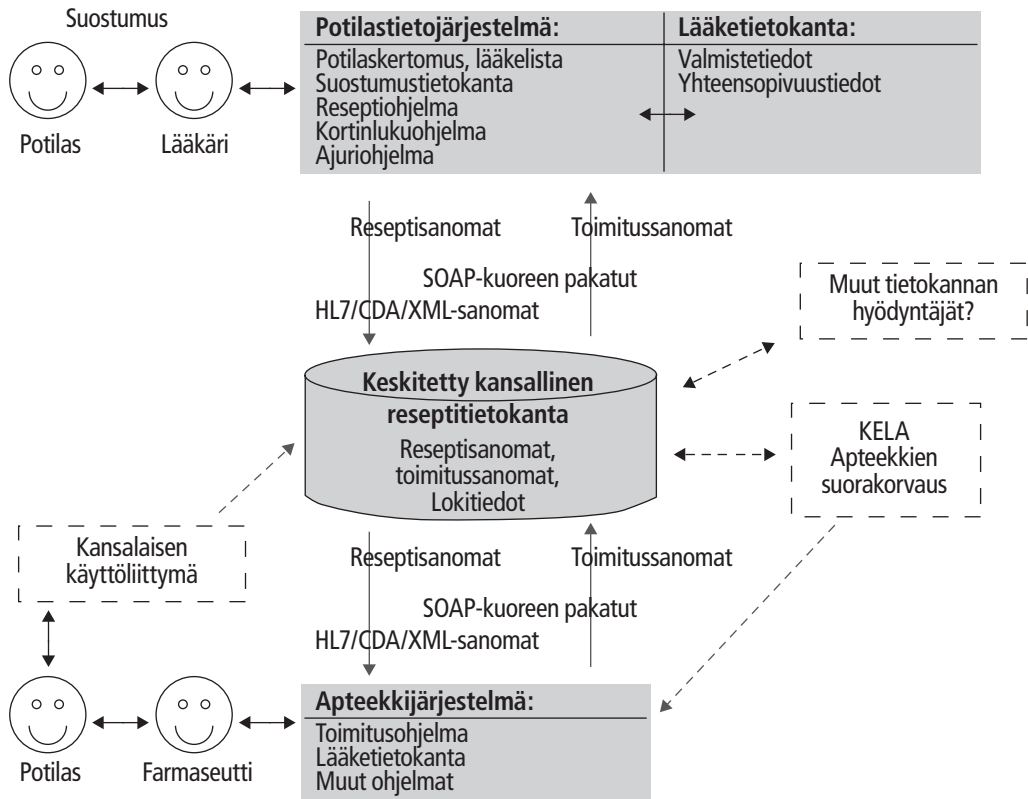 Suostumus
Potilas
Lääkäri
Potilastietojärjestelmä:
Potilaskertomus, lääkelista
Suostumustietokanta
Reseptiohjelma
Kortinlukuohjelma
Ajuriohjelma
Lääketietokanta:
Valmistetiedot
Yhteensopivuustiedot
Reseptisanomat
Toimitussanomat
SOAP-kuoreen pakatut
HL7/CDA/XML-sanomat
Muut tietokannan
hyödyntäjät?
Keskitetty kansallinen
reseptitietokanta
Reseptisanomat,
toimitussanomat,
Lokitiedot
KELA
Apteekkien
suorakorvaus
Kansalaisen
käyttöliittymä
Reseptisanomat
Toimitussanomat
SOAP-kuoreen pakatut
HL7/CDA/XML-sanomat
Potilas
Farmaseutti
Apteekkijärjestelmä:
Toimitusohjelma
Lääketietokanta
Muut ohjelmat